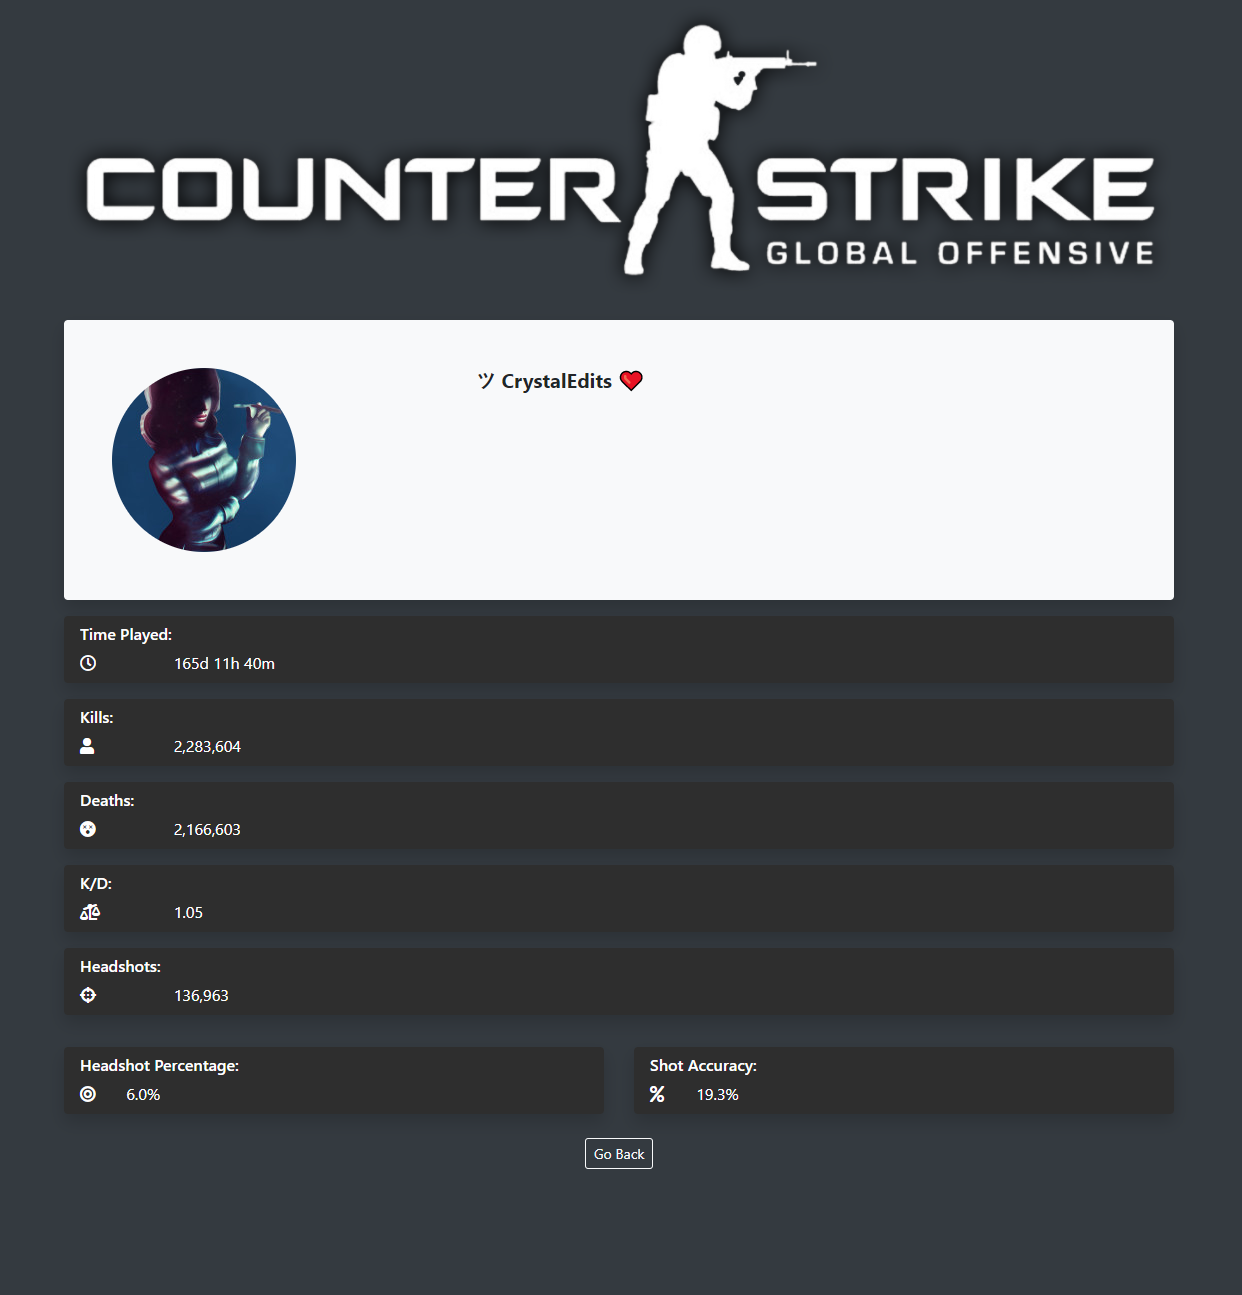 COUNTER STRIKE
GLOBAL OFFENSIVE
ツ CrystalEdits ❤️
Time Played:
165d 11h 40m
Kills:
2,283,604
Deaths:
2,166,603
K/D:
1.05
Headshots:
136,963
Headshot Percentage:
6.0%
Shot Accuracy:
19.3%
Go Back